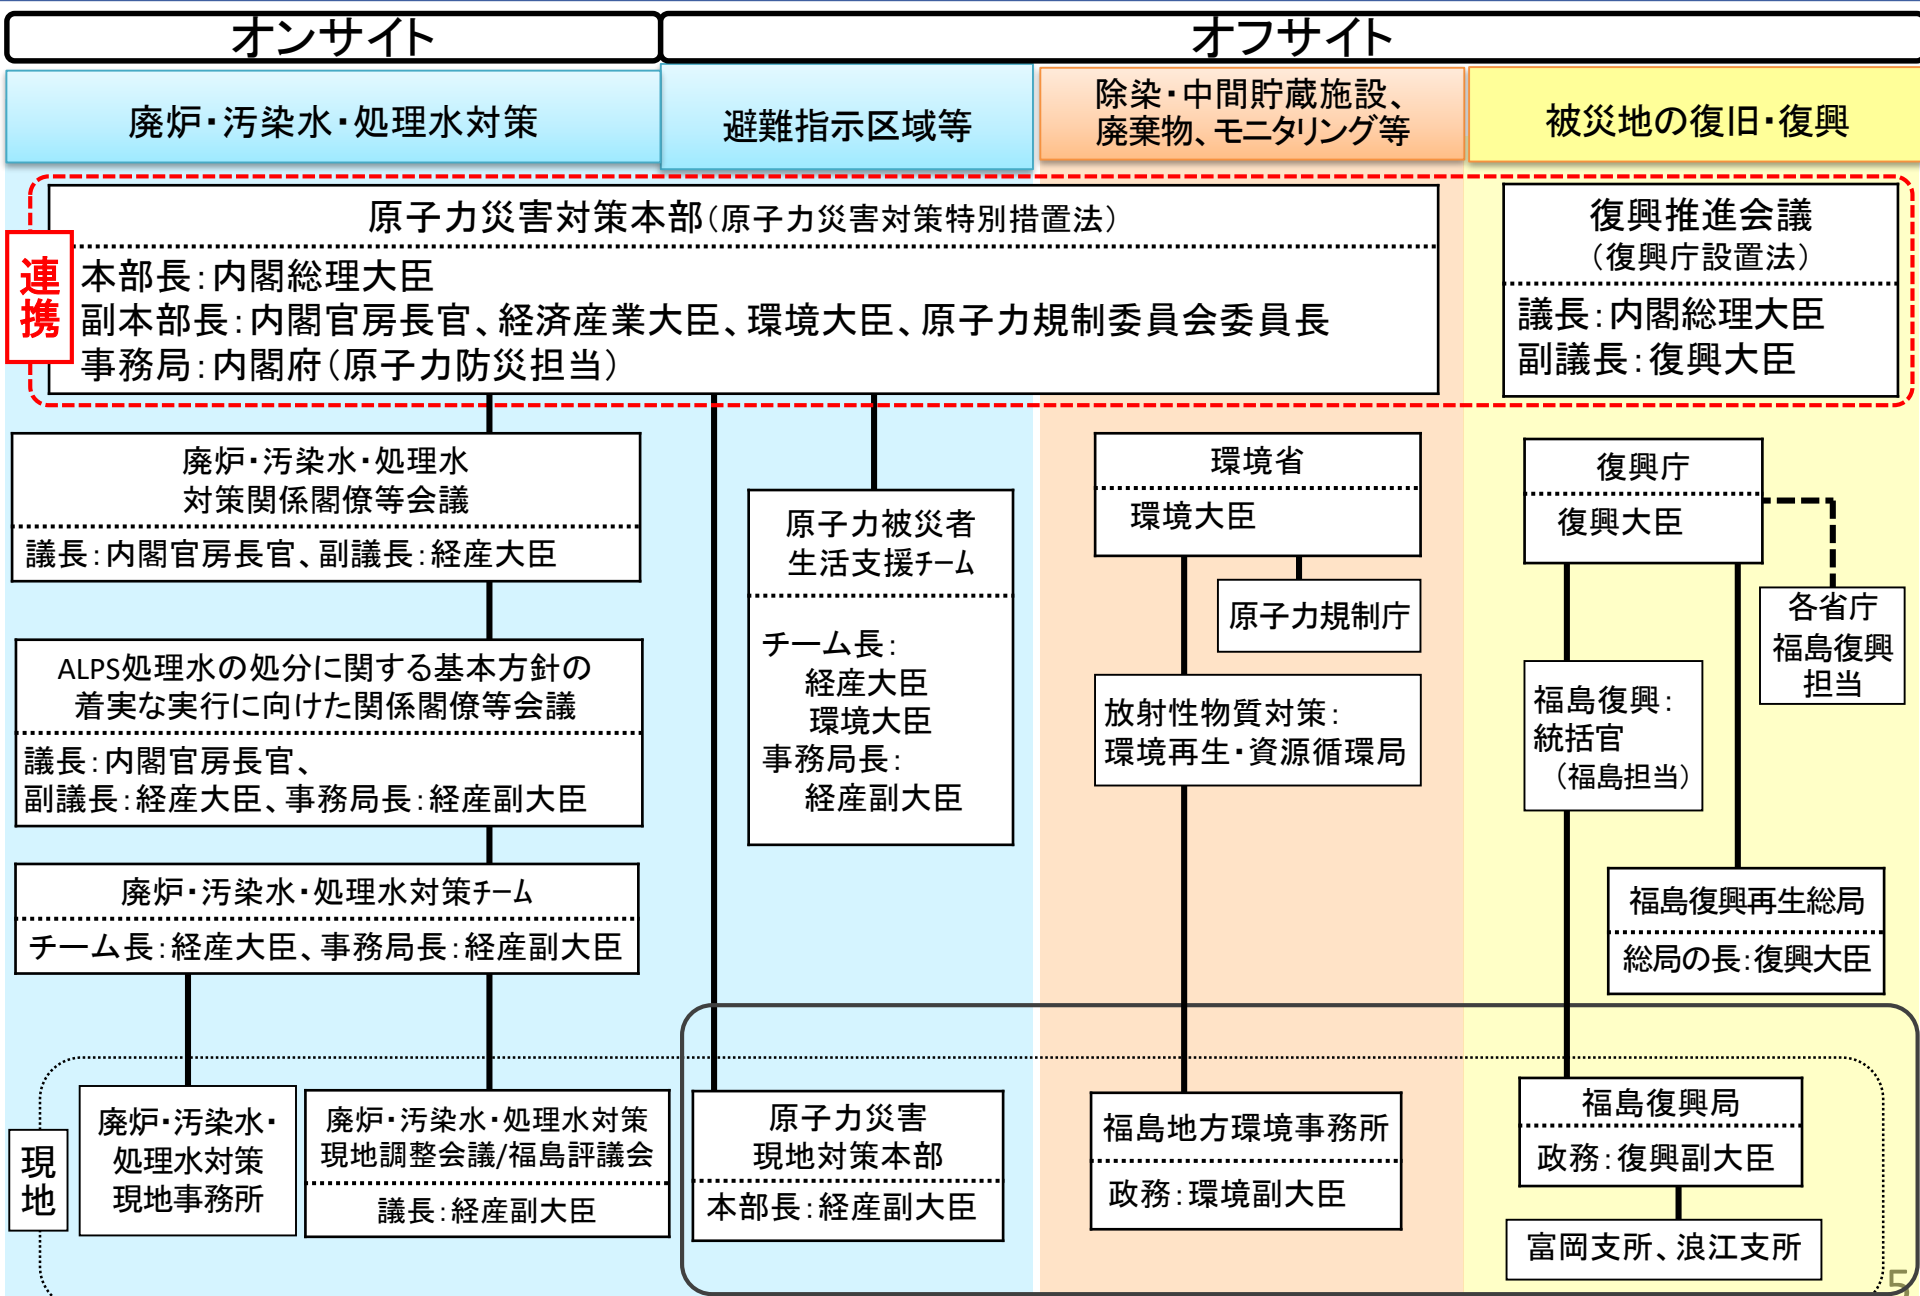 オンサイト
オフサイト
廃炉・汚染水・処理水対策
避難指示区域等
除染・中間貯蔵施設、
廃棄物、モニタリング等
被災地の復旧・復興
連携
原子力災害対策本部(原子力災害対策特別措置法)
本部長:内閣総理大臣
副本部長:内閣官房長官、経済産業大臣、環境大臣、原子力規制委員会委員長
事務局:内閣府(原子力防災担当)
復興推進会議
(復興庁設置法)
議長:内閣総理大臣
副議長:復興大臣
廃炉・汚染水・処理水
対策関係閣僚等会議
議長:内閣官房長官、副議長:経産大臣
ALPS処理水の処分に関する基本方針の
着実な実行に向けた関係閣僚等会議
議長:内閣官房長官、
副議長:経産大臣、事務局長:経産副大臣
廃炉・汚染水・処理水対策チーム
チーム長:経産大臣、事務局長:経産副大臣
原子力被災者
生活支援チーム
チーム長:
経産大臣
環境大臣
事務局長:
経産副大臣
環境省
環境大臣
原子力規制庁
放射性物質対策:
環境再生・資源循環局
復興庁
復興大臣
各省庁
福島復興
担当
福島復興:
統括官
(福島担当)
福島復興再生総局
総局の長:復興大臣
現地
廃炉・汚染水・
処理水対策
現地事務所
廃炉・汚染水・処理水対策
現地調整会議/福島評議会
議長:経産副大臣
原子力災害
現地対策本部
本部長:経産副大臣
福島地方環境事務所
政務:環境副大臣
福島復興局
政務:復興副大臣
富岡支所、浪江支所
5